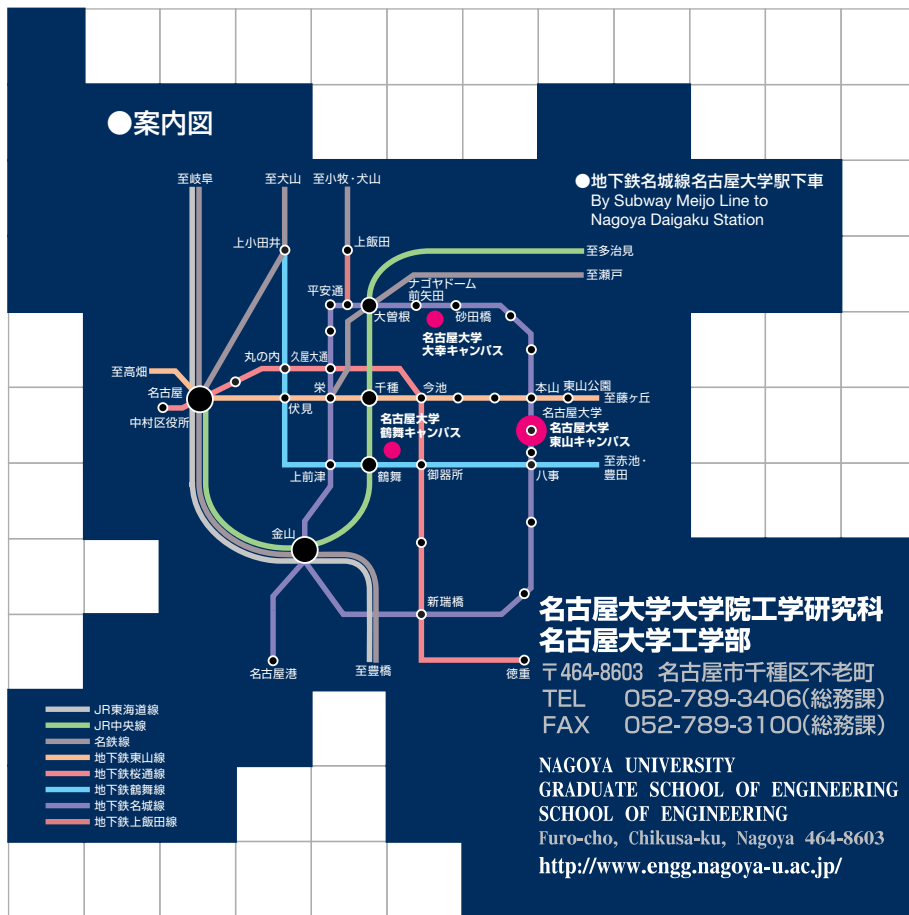 ●案内図
至岐阜
至犬山
至小牧・犬山
●地下鉄名城線名古屋大学駅下車
By Subway Meijo Line to
Nagoya Daigaku Station
上小田井
上飯田
至多治見
至瀬戸
平安通
ナゴヤドーム
前矢田
大曽根
砂田橋
名古屋大学
大幸キャンパス
丸の内
久屋大通
至高畑
名古屋
中村区役所
伏見
栄
千種
今池
本山
東山公園
至藤ヶ丘
名古屋大学
鶴舞キャンパス
名古屋大学
名古屋大学
東山キャンパス
上前津
鶴舞
御器所
八事
至赤池・
豊田
金山
新瑞橋
名古屋港
至豊橋
徳重
JR東海道線
JR中央線
名鉄線
地下鉄東山線
地下鉄桜通線
地下鉄鶴舞線
地下鉄名城線
地下鉄上飯田線
名古屋大学大学院工学研究科
名古屋大学工学部
〒464-8603 名古屋市千種区不老町
TEL 052-789-3406(総務課)
FAX 052-789-3100(総務課)
NAGOYA UNIVERSITY
GRADUATE SCHOOL OF ENGINEERING
SCHOOL OF ENGINEERING
Furo-cho, Chikusa-ku, Nagoya 464-8603
http://www.engg.nagoya-u.ac.jp/